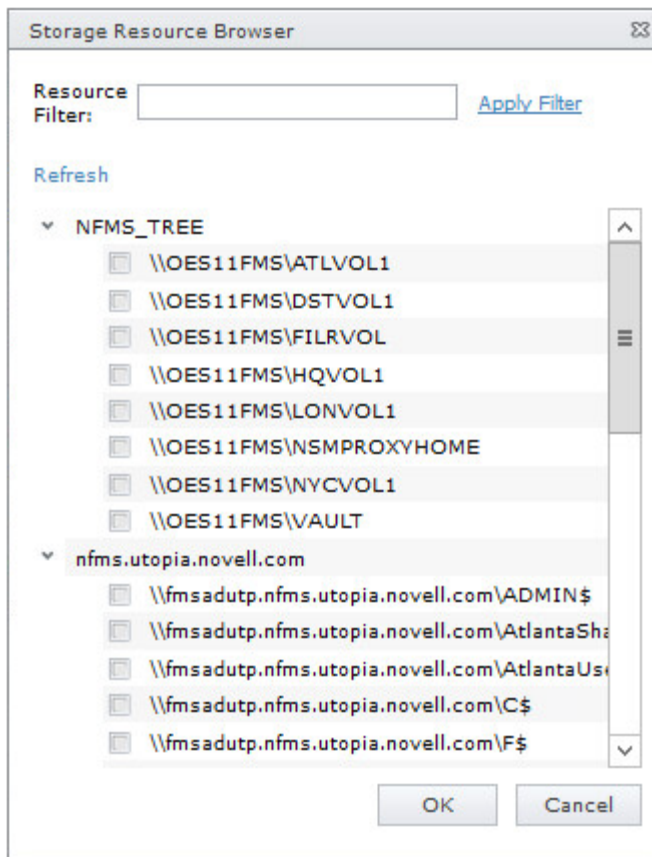 Storage Resource Browser
Resource
Filter:
Apply Filter
Refresh
NFMS_TREE
\\OES11FMS\ATLVOL1
\\OES11FMS\DSTVOL1
\\OES11FMS\FILRVOL
\\OES11FMS\HQVOL1
\\OES11FMS\LONVOL1
\\OES11FMS\NSMPROXYHOME
\\OES11FMS\NYCVOL1
\\OES11FMS\VAULT
nfms.utopia.novell.com
\\fmsadutp.nfms.utopia.novell.com\ADMIN$
\\fmsadutp.nfms.utopia.novell.com\AtlantaSha
\\fmsadutp.nfms.utopia.novell.com\AtlantaUse
\\fmsadutp.nfms.utopia.novell.com\C$
\\fmsadutp.nfms.utopia.novell.com\F$
OK
Cancel